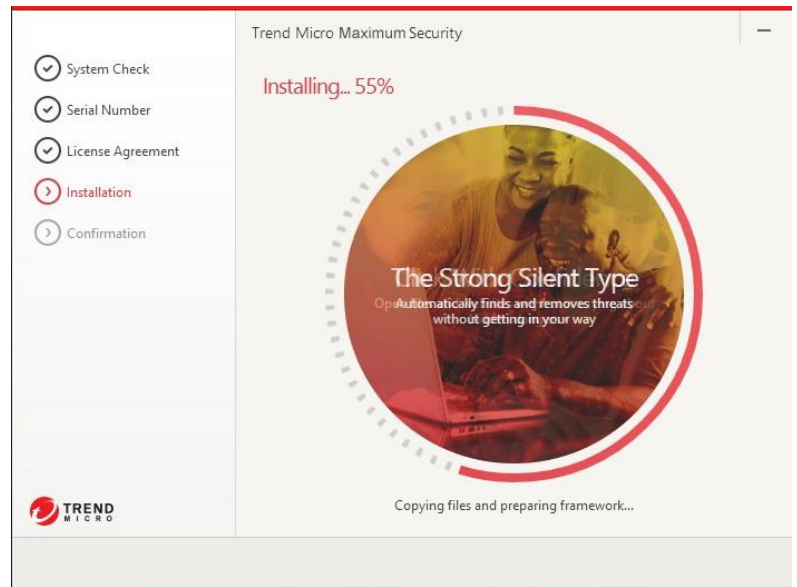 Trend Micro Maximum Security
System Check
Serial Number
License Agreement
Installation
Confirmation
Installing... 55%
The Strong Silent Type
Automatically finds and removes threats
without getting in your way
Copying files and preparing framework...
TREND
MICRO